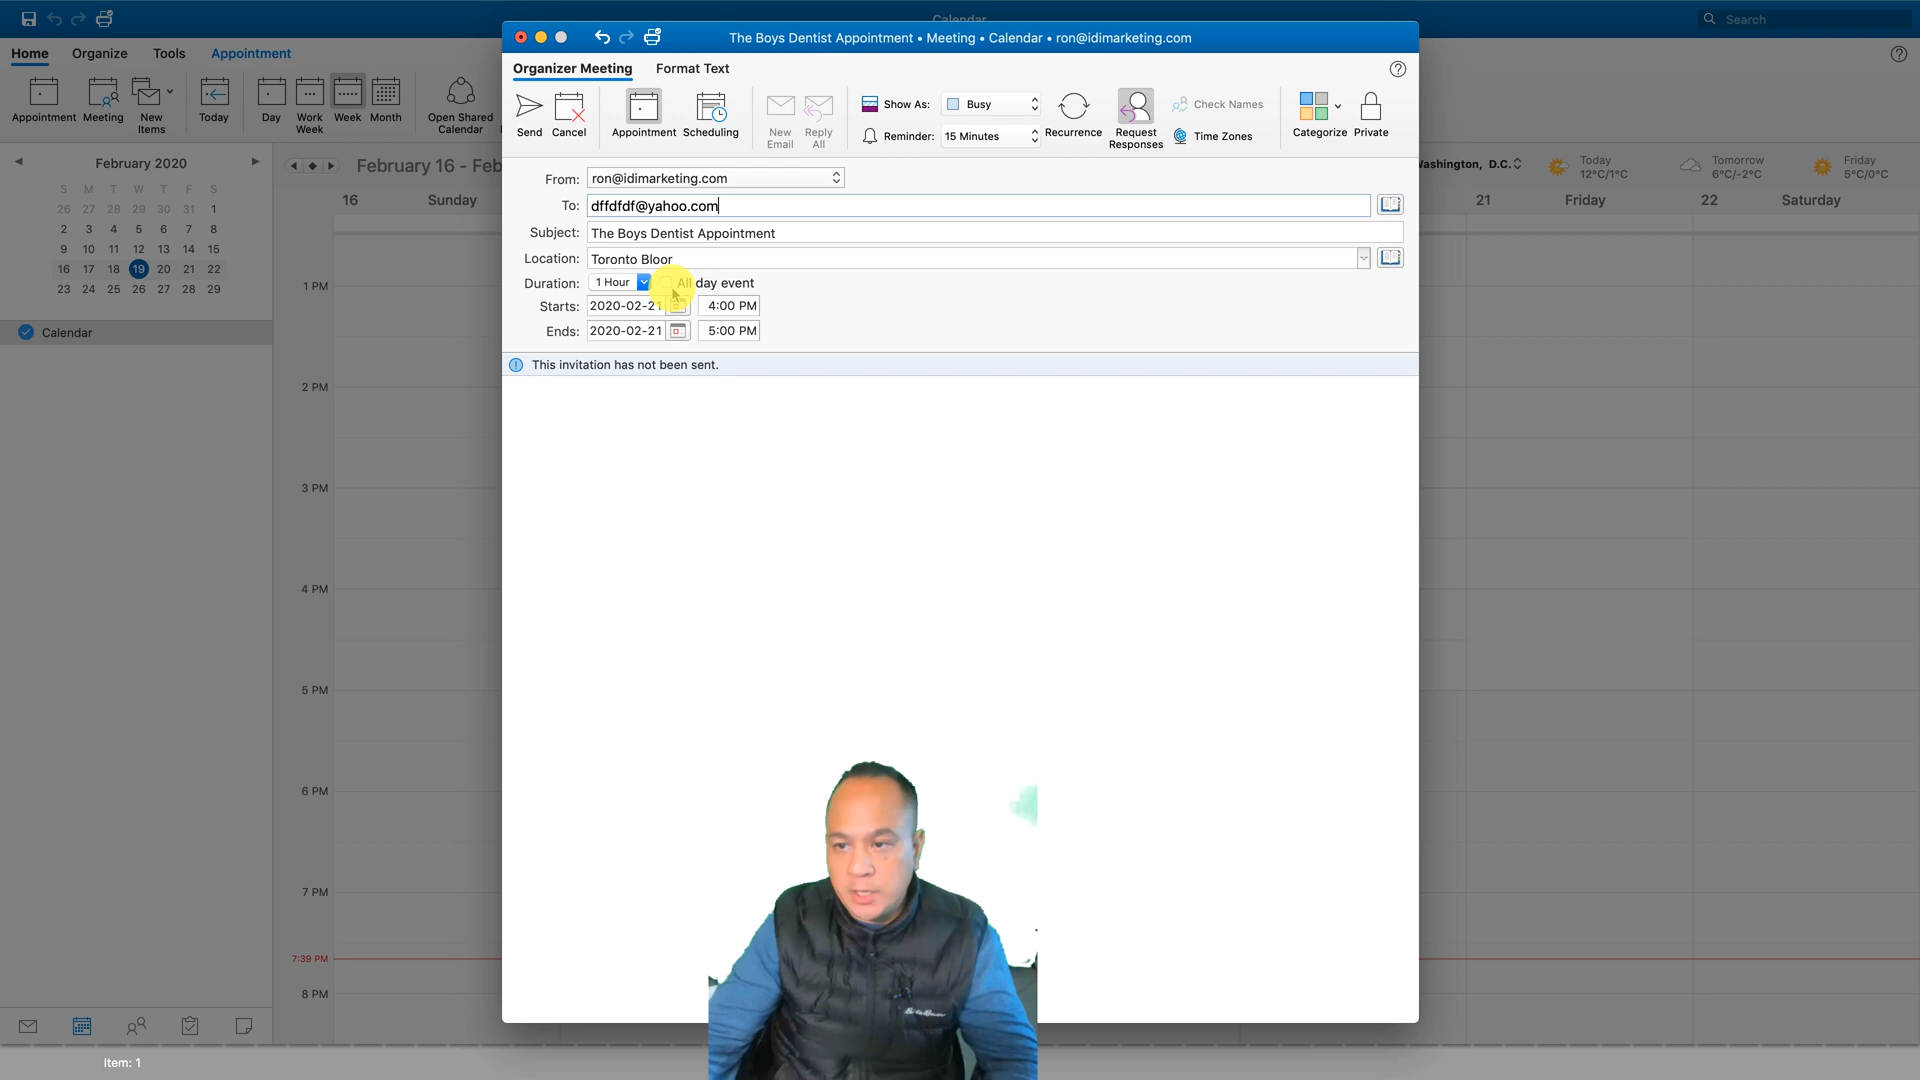 Calendar
Search
Home Organize Tools Appointment
Appointment Meeting New Items Today Day Work Week Week Month Open Shared Calendar
The Boys Dentist Appointment • Meeting • Calendar • ron@idimarketing.com
Organizer Meeting Format Text
Send Cancel Appointment Scheduling New Email Reply All
Show As: Busy
Reminder: 15 Minutes
Recurrence Request Responses
Check Names
Time Zones
Categorize Private
February 2020
S M T W T F S
26 27 28 29 30 31 1
2 3 4 5 6 7 8
9 10 11 12 13 14 15
16 17 18 19 20 21 22
23 24 25 26 27 28 29
Calendar
February 16 - Feb
Washington, D.C.
Today 12°C/1°C
Tomorrow 6°C/-2°C
Friday 5°C/0°C
16 Sunday
21 Friday
22 Saturday
From: ron@idimarketing.com
To: dffdfdf@yahoo.com
Subject: The Boys Dentist Appointment
Location: Toronto Bloor
Duration: 1 Hour All day event
Starts: 2020-02-21 4:00 PM
Ends: 2020-02-21 5:00 PM
This invitation has not been sent.
1 PM
2 PM
3 PM
4 PM
5 PM
6 PM
7 PM
7:39 PM
8 PM
Item: 1